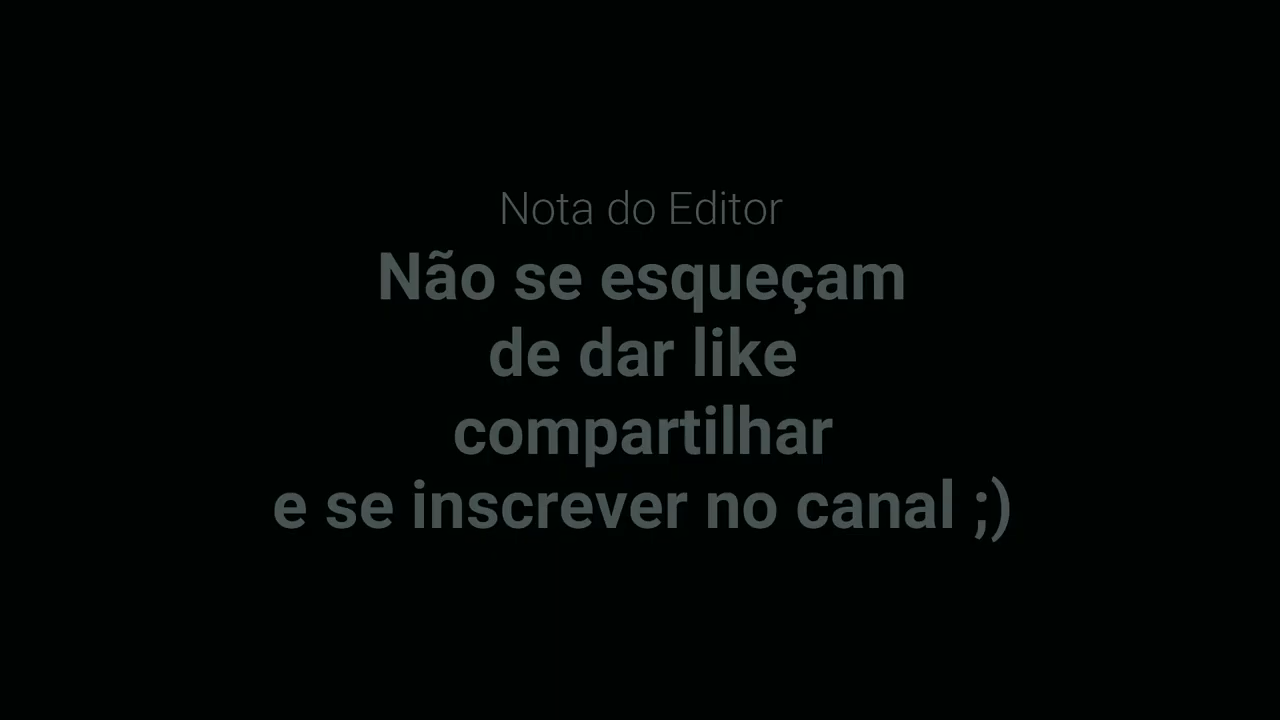 Nota do Editor
Não se esqueçam
de dar like
compartilhar
e se inscrever no canal ;)